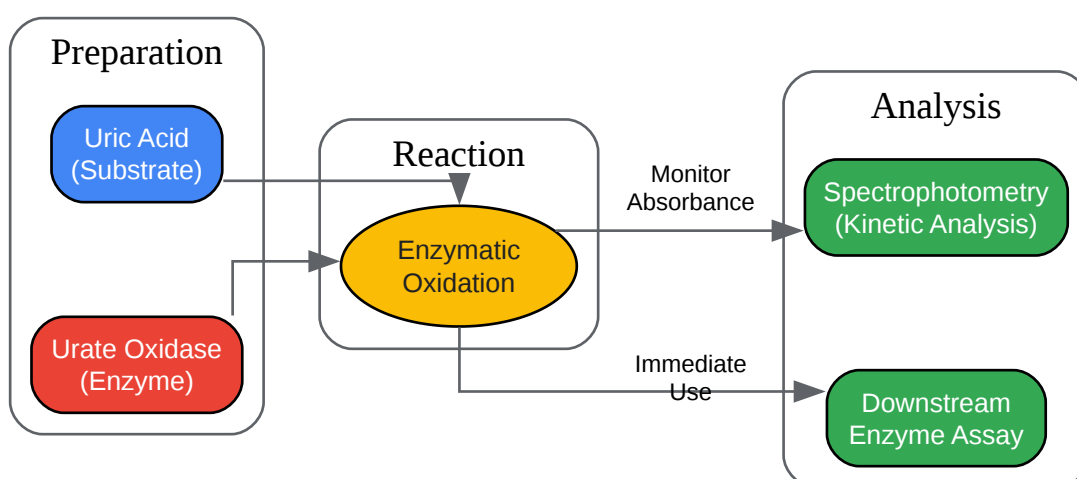 Preparation
Uric Acid
(Substrate)
Urate Oxidase
(Enzyme)
Reaction
Enzymatic
Oxidation
Monitor
Absorbance
Immediate
Use
Analysis
Spectrophotometry
(Kinetic Analysis)
Downstream
Enzyme Assay